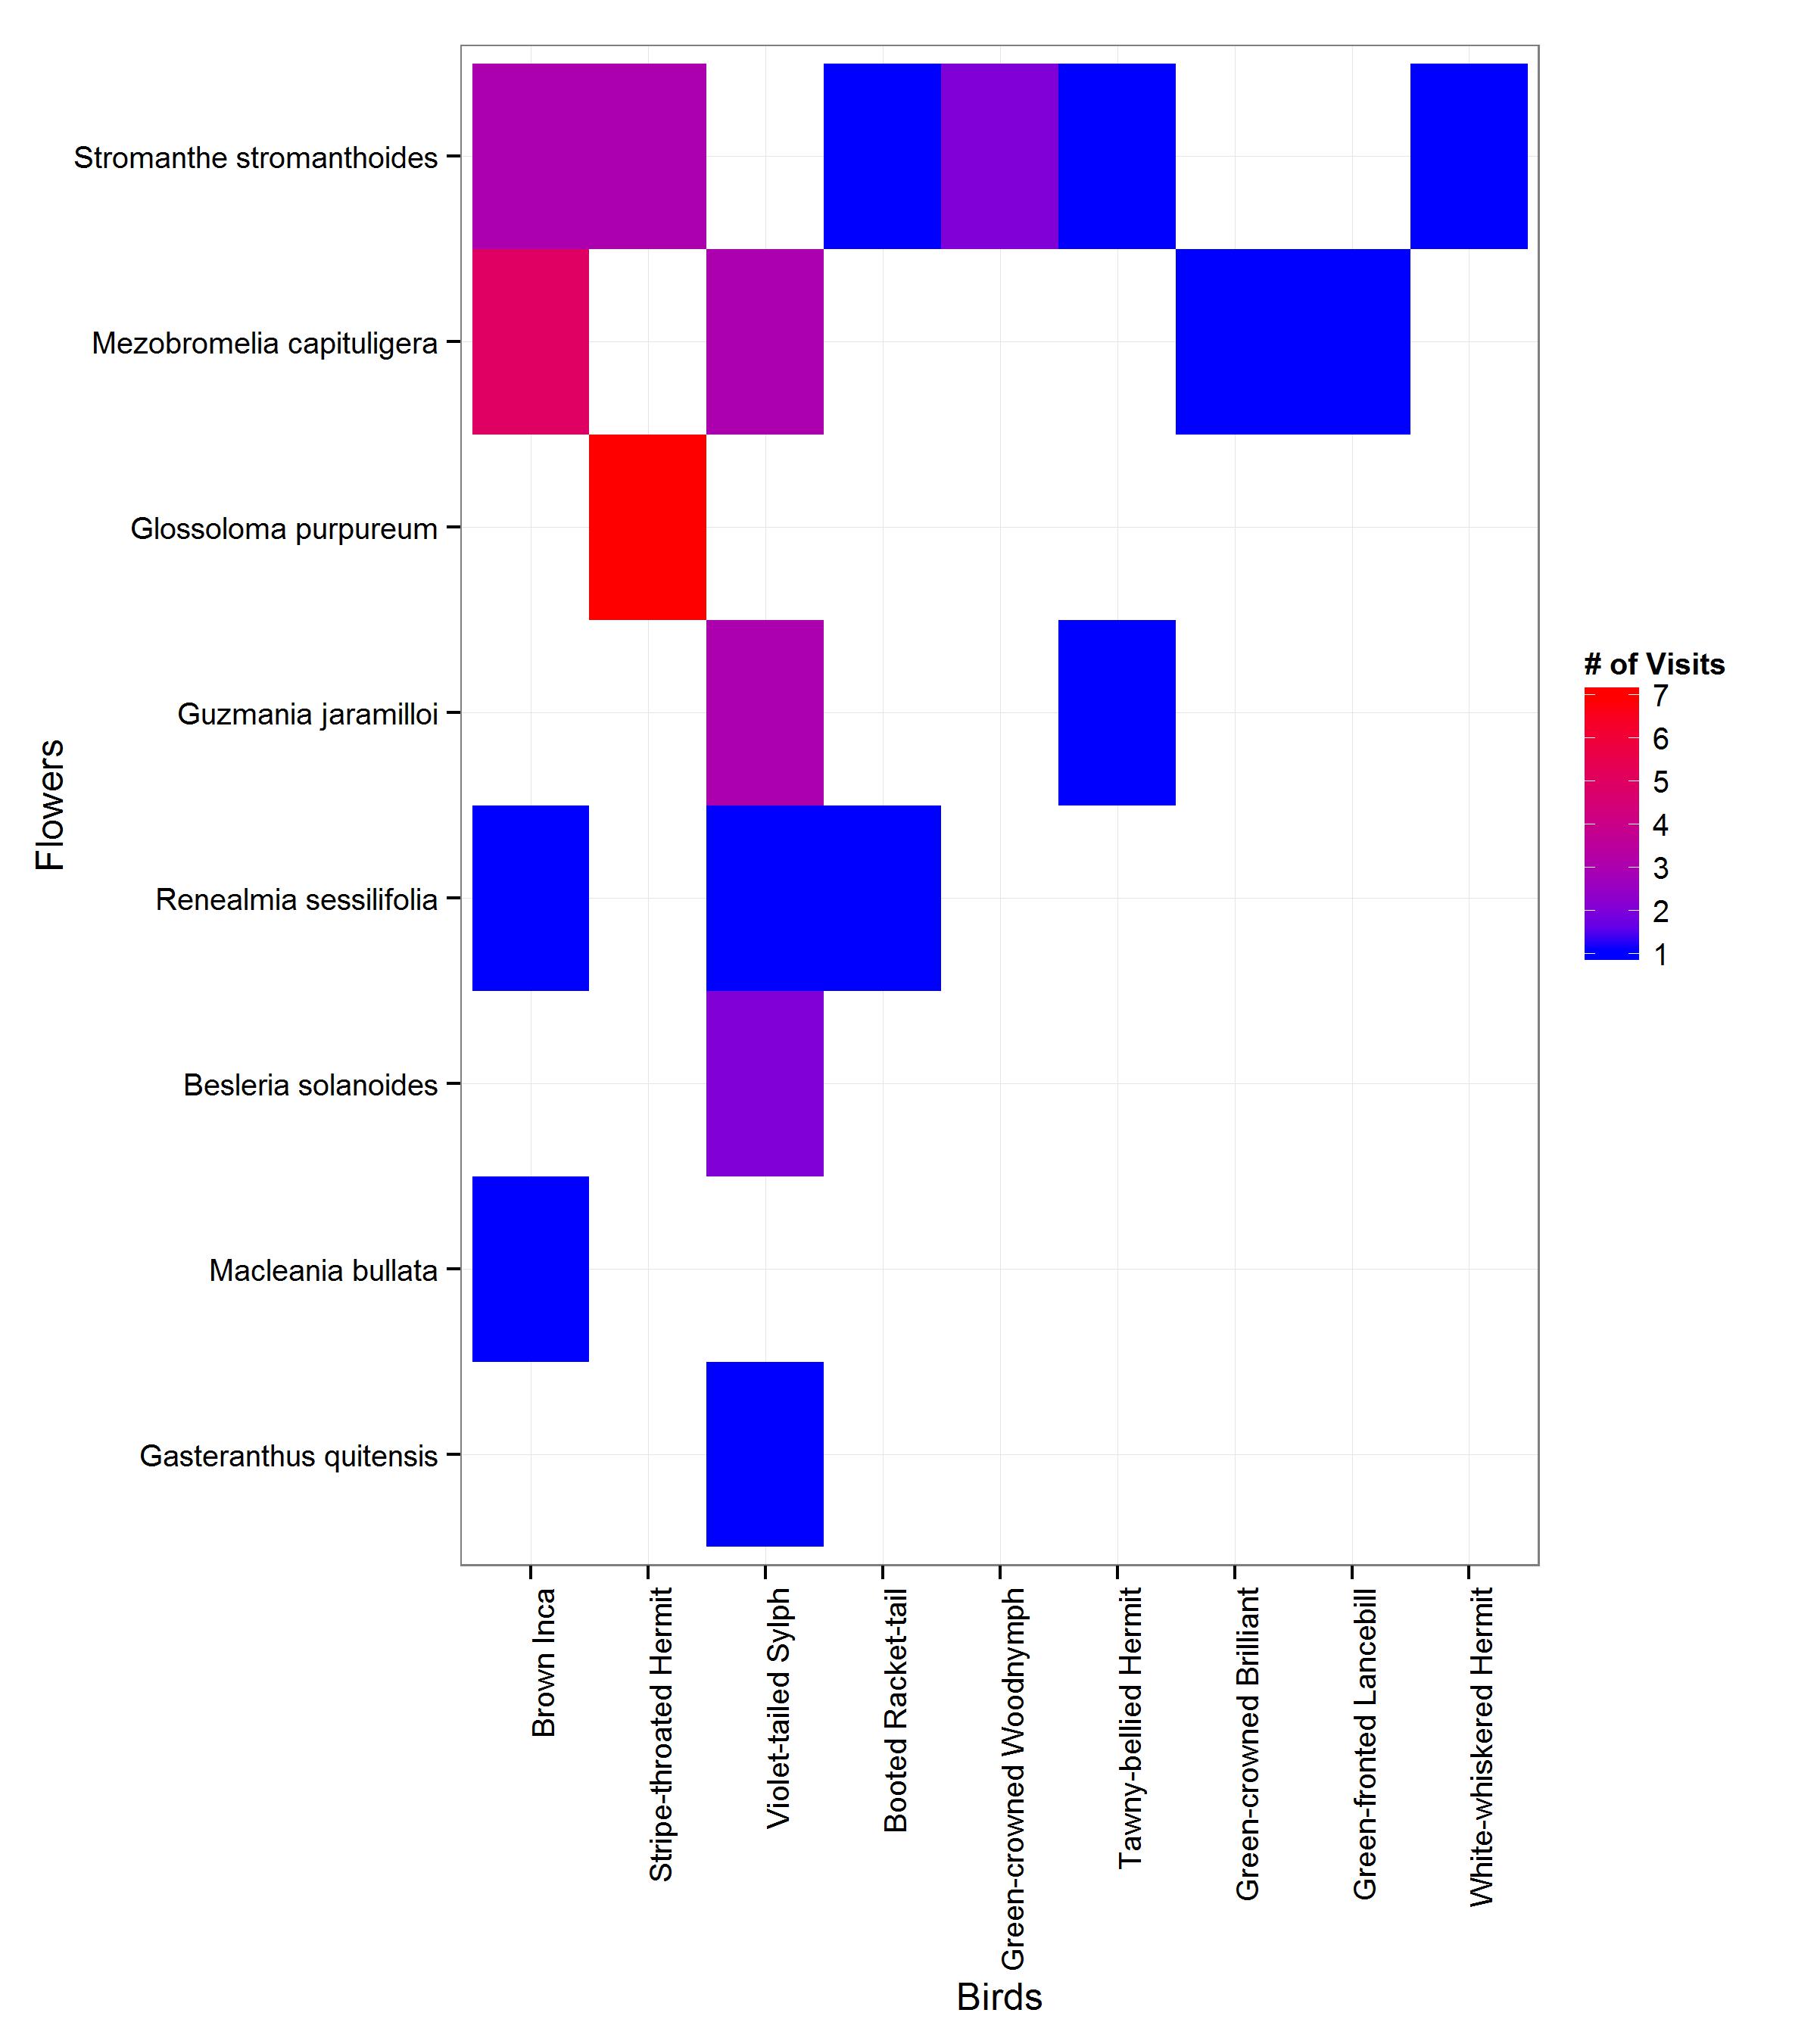 Stromanthe stromanthoides
Mezobromelia capituligera
Glossoloma purpureum
Guzmania jaramilloi
Renealmia sessilifolia
Besleria solanoides
Macleania bullata
Gasteranthus quitensis
Flowers
# of Visits
7
6
5
4
3
2
1
Brown Inca
Stripe-throated Hermit
Violet-tailed Sylph
Booted Racket-tail
Green-crowned Woodnymph
Tawny-bellied Hermit
Green-crowned Brilliant
Green-fronted Lancebill
White-whiskered Hermit
Birds